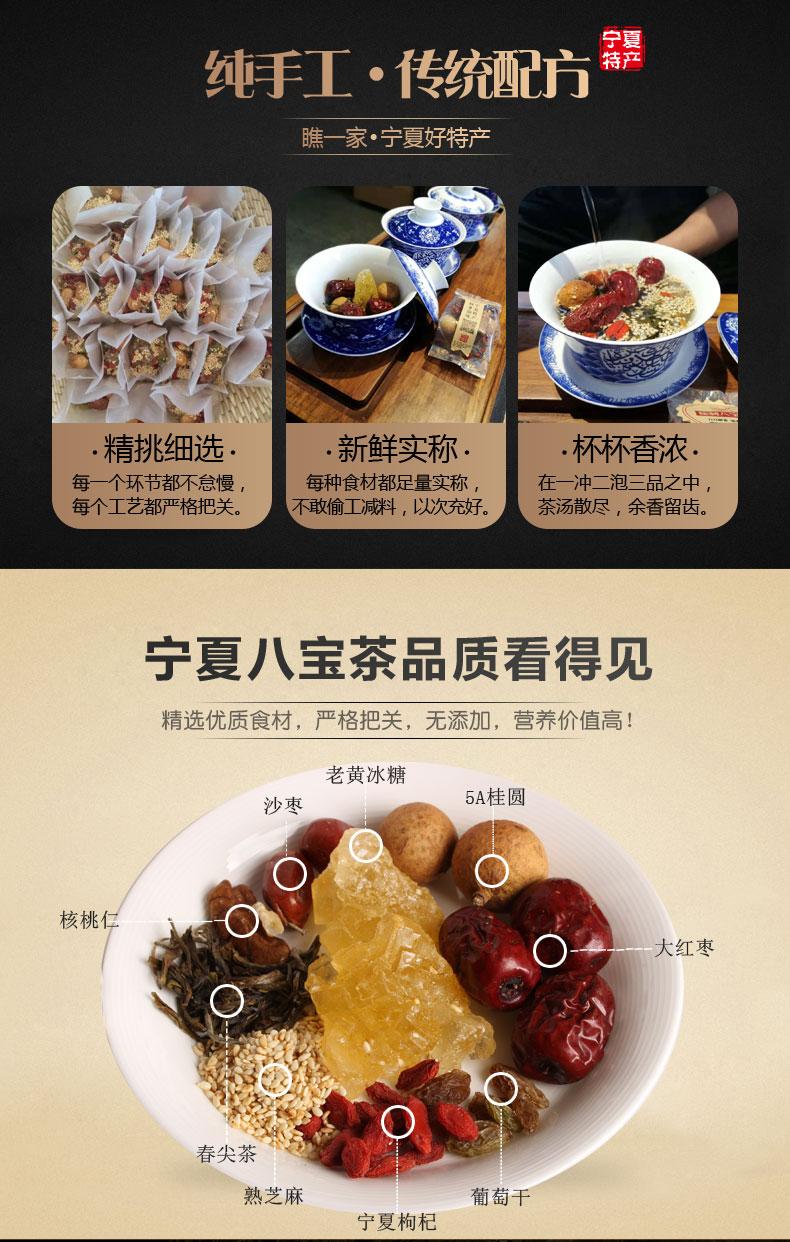 纯手工·传统配方
宁夏
特产
瞧一家·宁夏好特产
·精挑细选·
每一个环节都不怠慢，
每个工艺都严格把关。
·新鲜实称·
每种食材都足量实称，
不敢偷工减料，以次充好。
·杯杯香浓·
在一冲二泡三品之中，
茶汤散尽，余香留齿。
宁夏八宝茶品质看得见
精选优质食材，严格把关，无添加，营养价值高！
老黄冰糖
沙枣
5A桂圆
核桃仁
大红枣
春尖茶
熟芝麻
葡萄干
宁夏枸杞